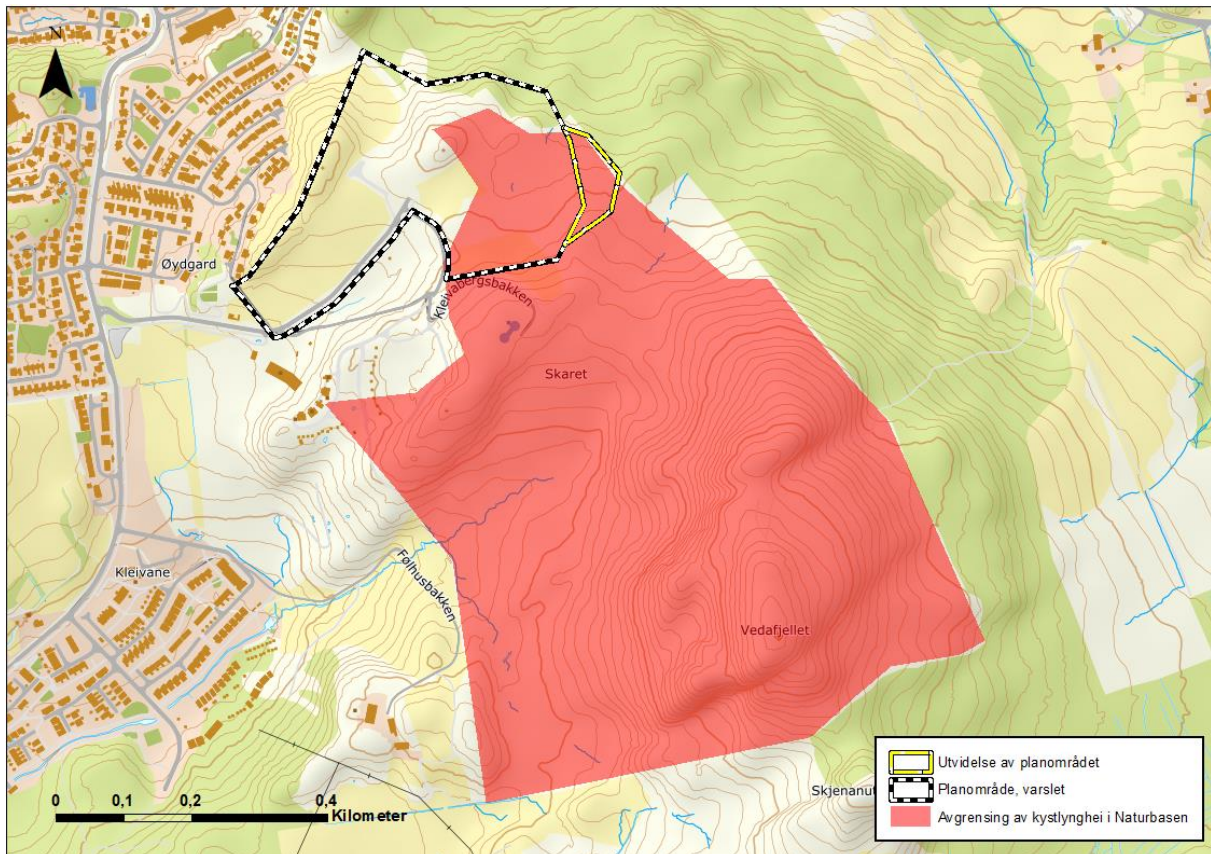 N
Øydgard
Kleivabergsbakken
Skaret
Kleivane
Følhusbakken
Vedafjellet
Skjenanut
0 0,1 0,2 0,4
Kilometer
Utvidelse av planområdet
Planområde, varslet
Avgrensing av kystlynghei i Naturbasen